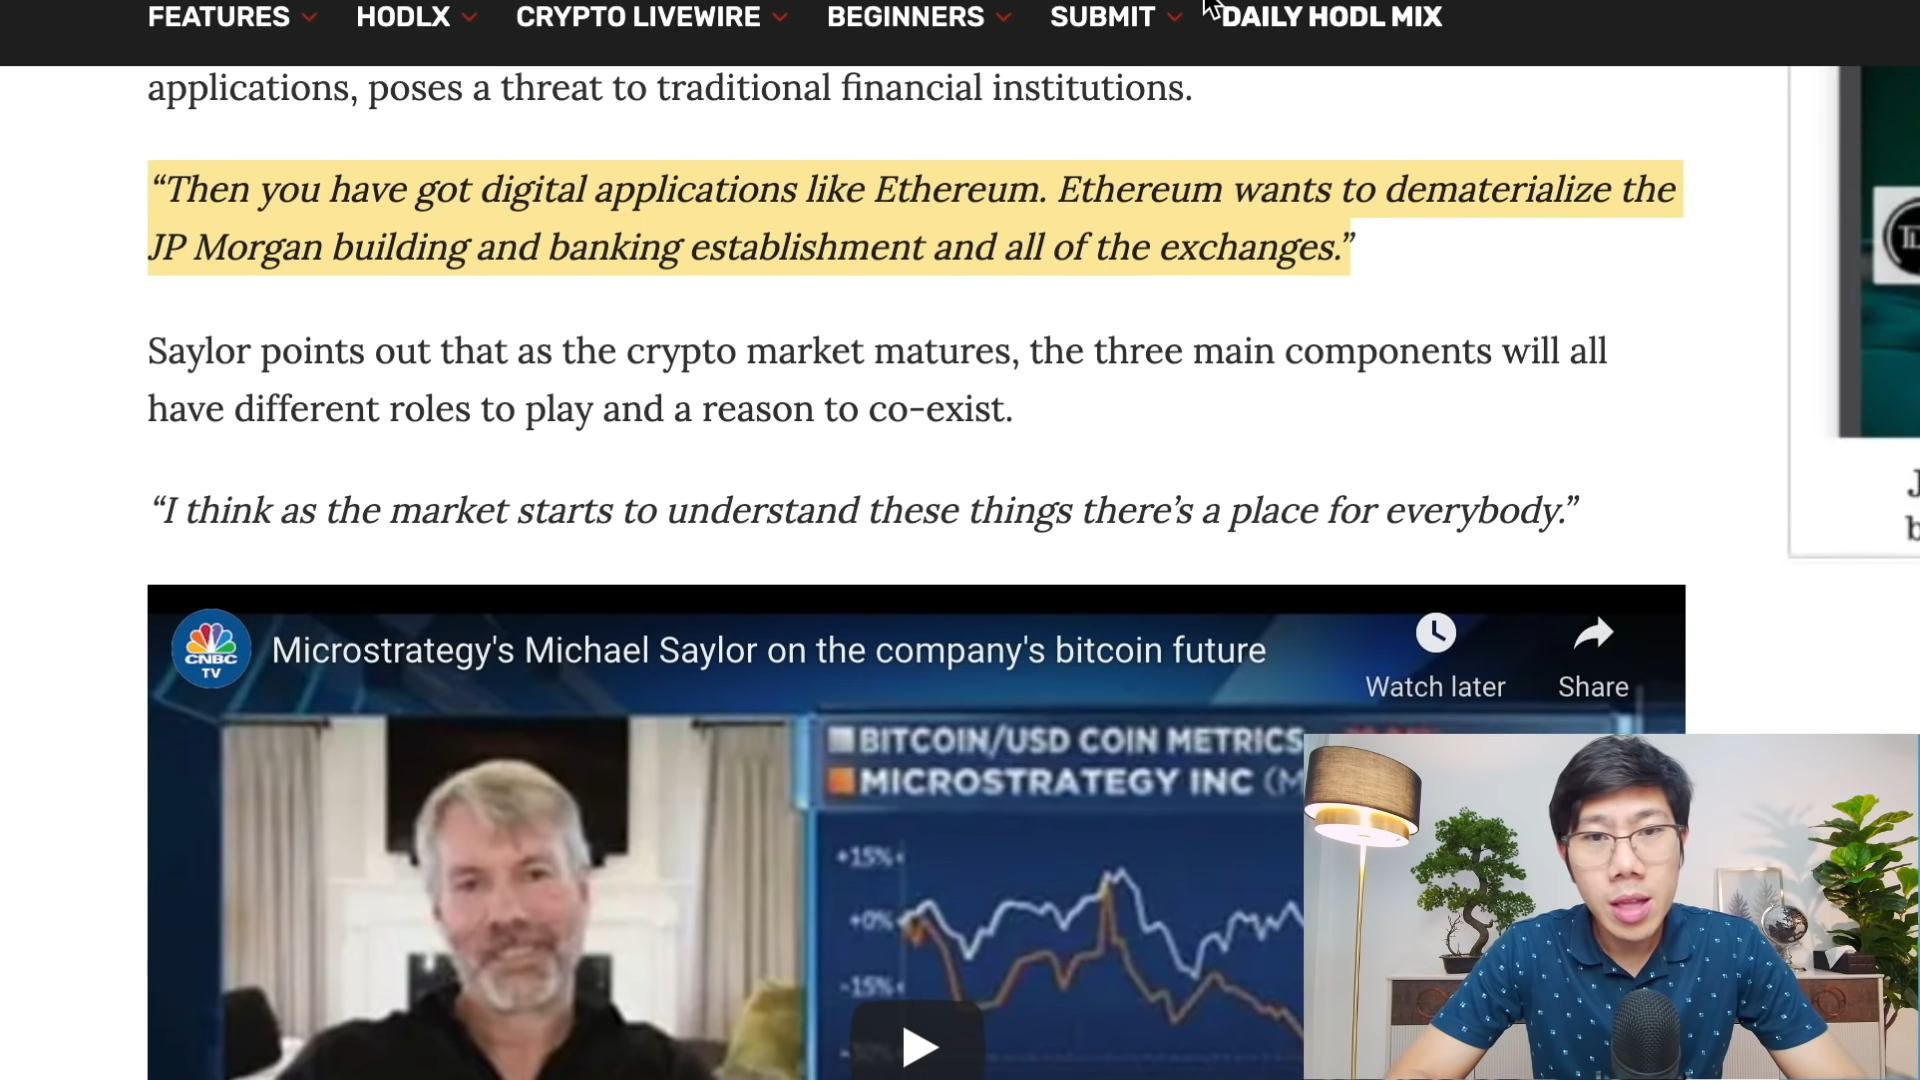 FEATURES HODLX CRYPTO LIVEWIRE BEGINNERS SUBMIT DAILY HODL MIX
applications, poses a threat to traditional financial institutions.
“Then you have got digital applications like Ethereum. Ethereum wants to dematerialize the
JP Morgan building and banking establishment and all of the exchanges.”
Saylor points out that as the crypto market matures, the three main components will all
have different roles to play and a reason to co-exist.
“I think as the market starts to understand these things there’s a place for everybody.”
CNBC
TV
Microstrategy's Michael Saylor on the company's bitcoin future
Watch later
Share
BITCOIN/USD COIN METRICS
MICROSTRATEGY INC (M
+15%
+0%
-15%